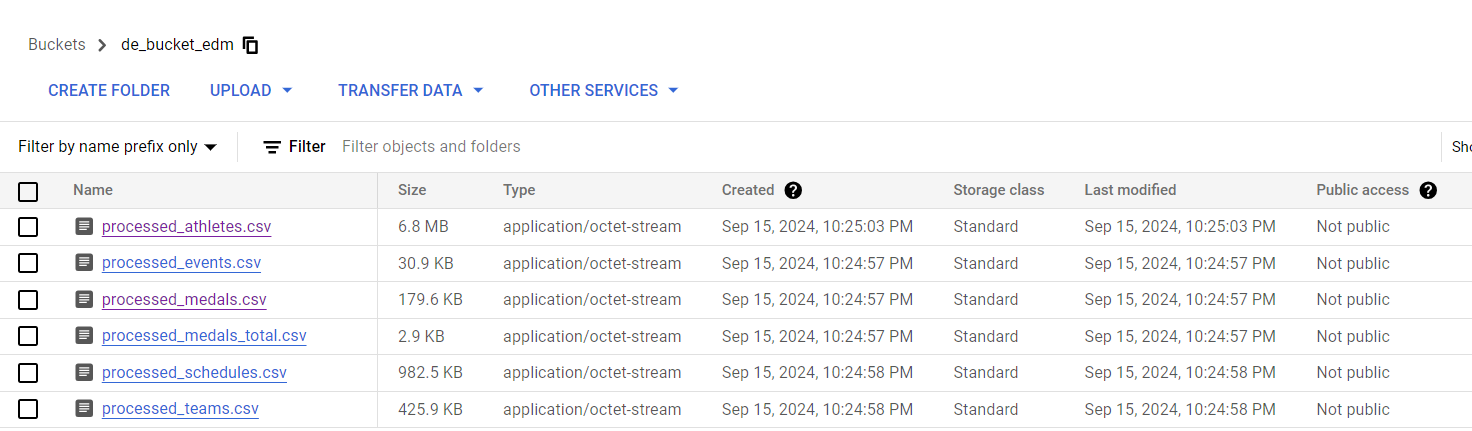 Buckets > de_bucket_edm
CREATE FOLDER UPLOAD TRANSFER DATA OTHER SERVICES
Filter by name prefix only Filter Filter objects and folders
Name Size Type Created Storage class Last modified Public access
processed_athletes.csv 6.8 MB application/octet-stream Sep 15, 2024, 10:25:03 PM Standard Sep 15, 2024, 10:25:03 PM Not public
processed_events.csv 30.9 KB application/octet-stream Sep 15, 2024, 10:24:57 PM Standard Sep 15, 2024, 10:24:57 PM Not public
processed_medals.csv 179.6 KB application/octet-stream Sep 15, 2024, 10:24:57 PM Standard Sep 15, 2024, 10:24:57 PM Not public
processed_medals_total.csv 2.9 KB application/octet-stream Sep 15, 2024, 10:24:57 PM Standard Sep 15, 2024, 10:24:57 PM Not public
processed_schedules.csv 982.5 KB application/octet-stream Sep 15, 2024, 10:24:58 PM Standard Sep 15, 2024, 10:24:58 PM Not public
processed_teams.csv 425.9 KB application/octet-stream Sep 15, 2024, 10:24:58 PM Standard Sep 15, 2024, 10:24:58 PM Not public